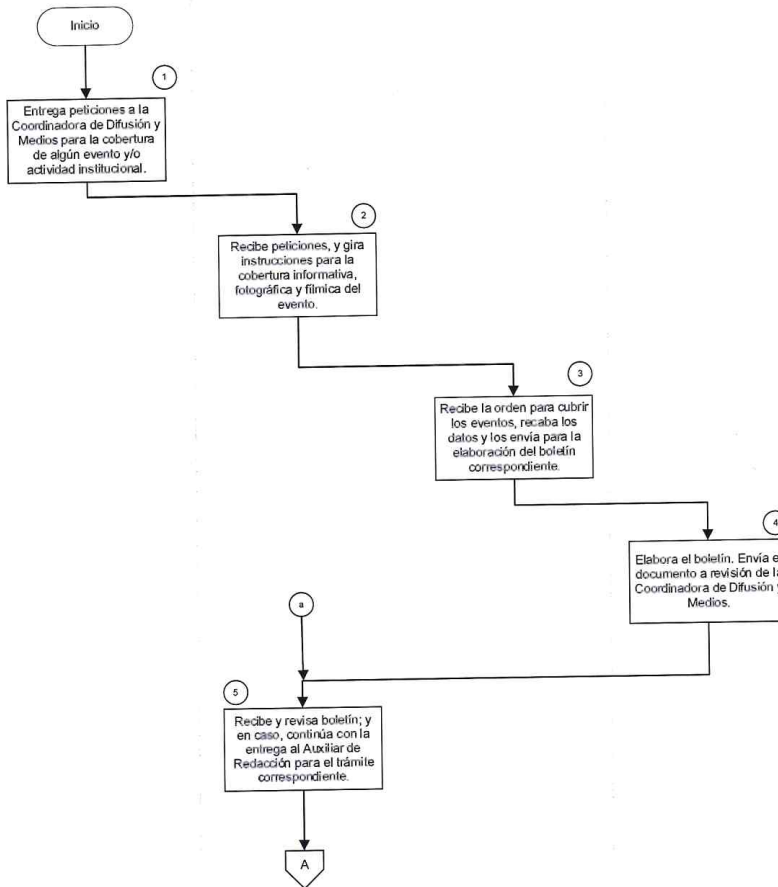 Inicio
1
Entrega peticiones a la
Coordinadora de Difusión y
Medios para la cobertura
de algún evento y/o
actividad institucional.
2
Recibe peticiones, y gira
instrucciones para la
cobertura informativa,
fotográfica y fílmica del
evento.
3
Recibe la orden para cubrir
los eventos, recaba los
datos y los envía para la
elaboración del boletín
correspondiente.
4
Elabora el boletín. Envía e
documento a revisión de la
Coordinadora de Difusión y
Medios.
a
5
Recibe y revisa boletín; y
en caso, continúa con la
entrega al Auxiliar de
Redacción para el trámite
correspondiente.
A